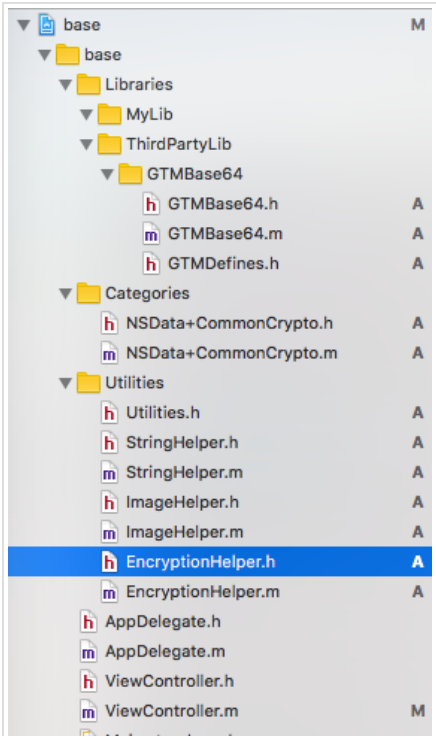 base M
base
Libraries
MyLib
ThirdPartyLib
GTMBase64
h GTMBase64.h A
m GTMBase64.m A
h GTMDefines.h A
Categories
h NSData+CommonCrypto.h A
m NSData+CommonCrypto.m A
Utilities
h Utilities.h A
h StringHelper.h A
m StringHelper.m A
h ImageHelper.h A
m ImageHelper.m A
h EncryptionHelper.h A
m EncryptionHelper.m A
h AppDelegate.h
m AppDelegate.m
h ViewController.h
m ViewController.m M